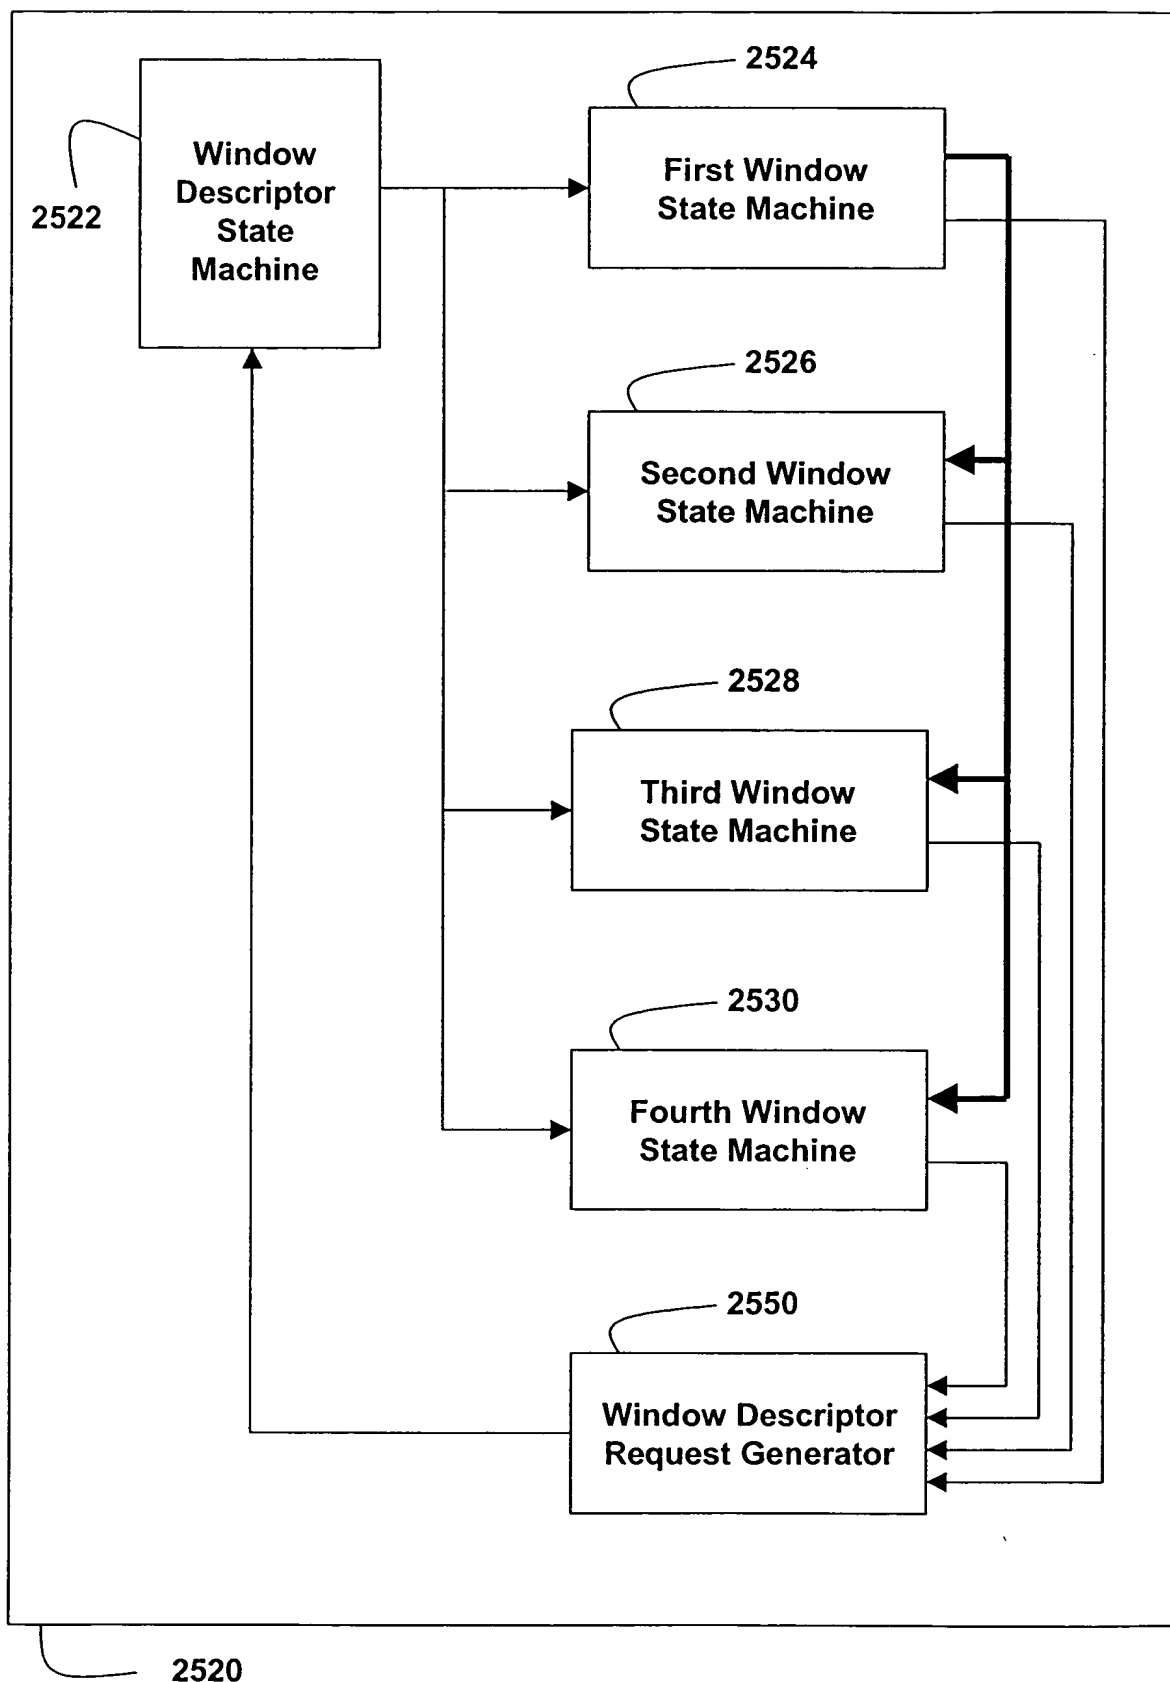 2524
Window
Descriptor
State
Machine
2522
First Window
State Machine
2526
Second Window
State Machine
2528
Third Window
State Machine
2530
Fourth Window
State Machine
2550
Window Descriptor
Request Generator
2520